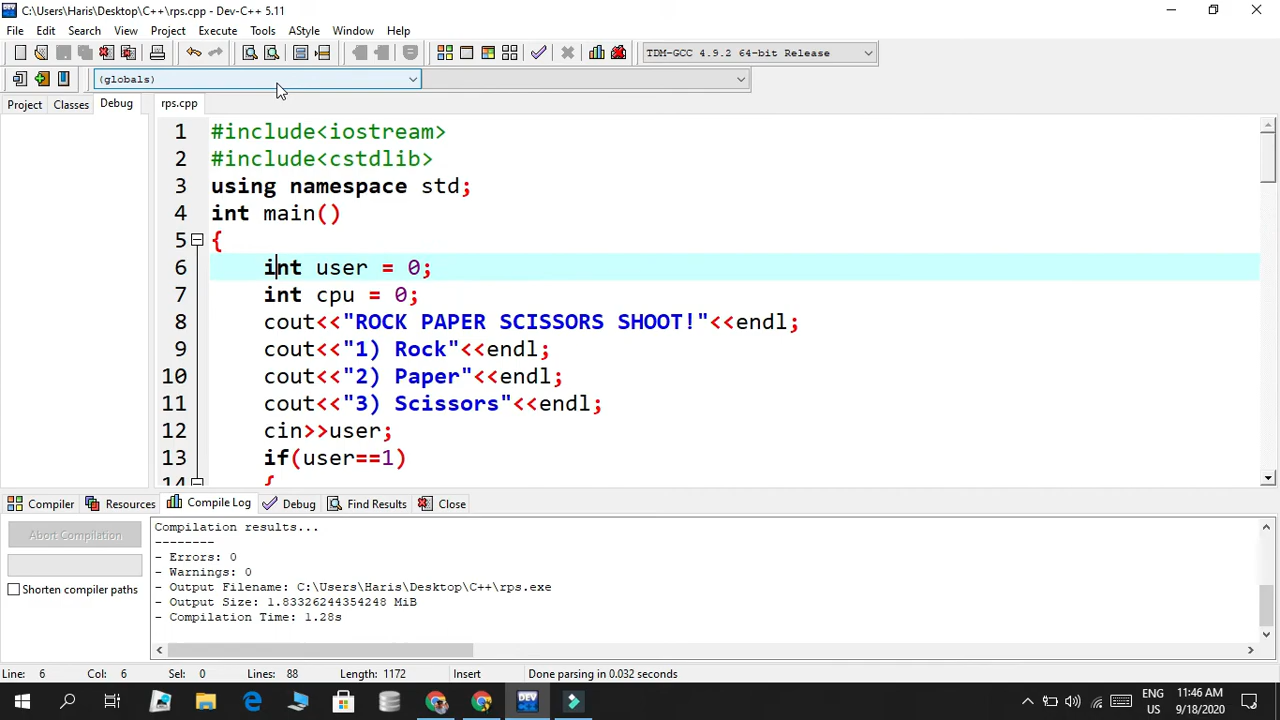 C:\Users\Haris\Desktop\C++\rps.cpp - Dev-C++ 5.11
File Edit Search View Project Execute Tools AStyle Window Help
TDM-GCC 4.9.2 64-bit Release
(globals)
Project Classes Debug rps.cpp
1 #include<iostream>
2 #include<cstdlib>
3 using namespace std;
4 int main()
5 {
6 int user = 0;
7 int cpu = 0;
8 cout<<"ROCK PAPER SCISSORS SHOOT!"<<endl;
9 cout<<"1) Rock"<<endl;
10 cout<<"2) Paper"<<endl;
11 cout<<"3) Scissors"<<endl;
12 cin>>user;
13 if(user==1)
14 {
Compiler Resources Compile Log Debug Find Results Close
Abort Compilation
Shorten compiler paths
Compilation results...
--------
- Errors: 0
- Warnings: 0
- Output Filename: C:\Users\Haris\Desktop\C++\rps.exe
- Output Size: 1.83326244354248 MiB
- Compilation Time: 1.28s
Line: 6 Col: 6 Sel: 0 Lines: 88 Length: 1172 Insert Done parsing in 0.032 seconds
DEV
ENG
US
11:46 AM
9/18/2020